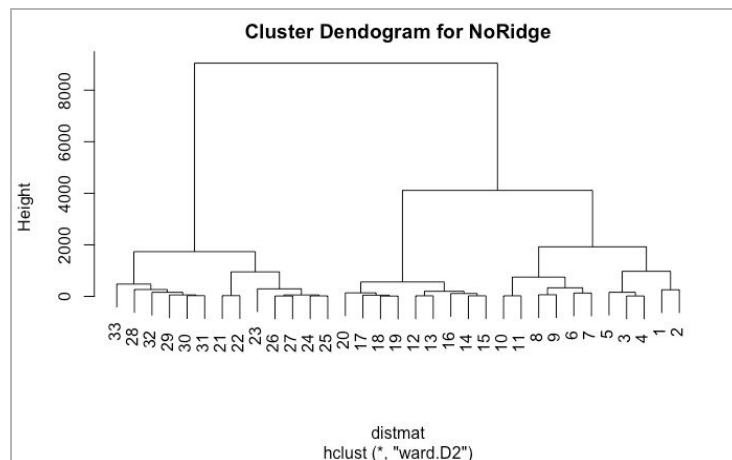 Cluster Dendogram for NoRidge
8000
6000
4000
2000
0
Height
33 28 32 29 30 31 21 22 23 26 27 24 25 20 17 18 19 12 13 16 14 15 10 11 8 9 6 7 5 3 4 1 2
distmat
hclust (*, "ward.D2")